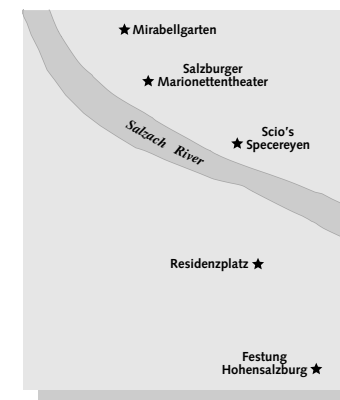 Mirabellgarten
Salzburger
Marionettentheater
Salzach River
Scio's
Specereyen
Residenzplatz
Festung
Hohensalzburg